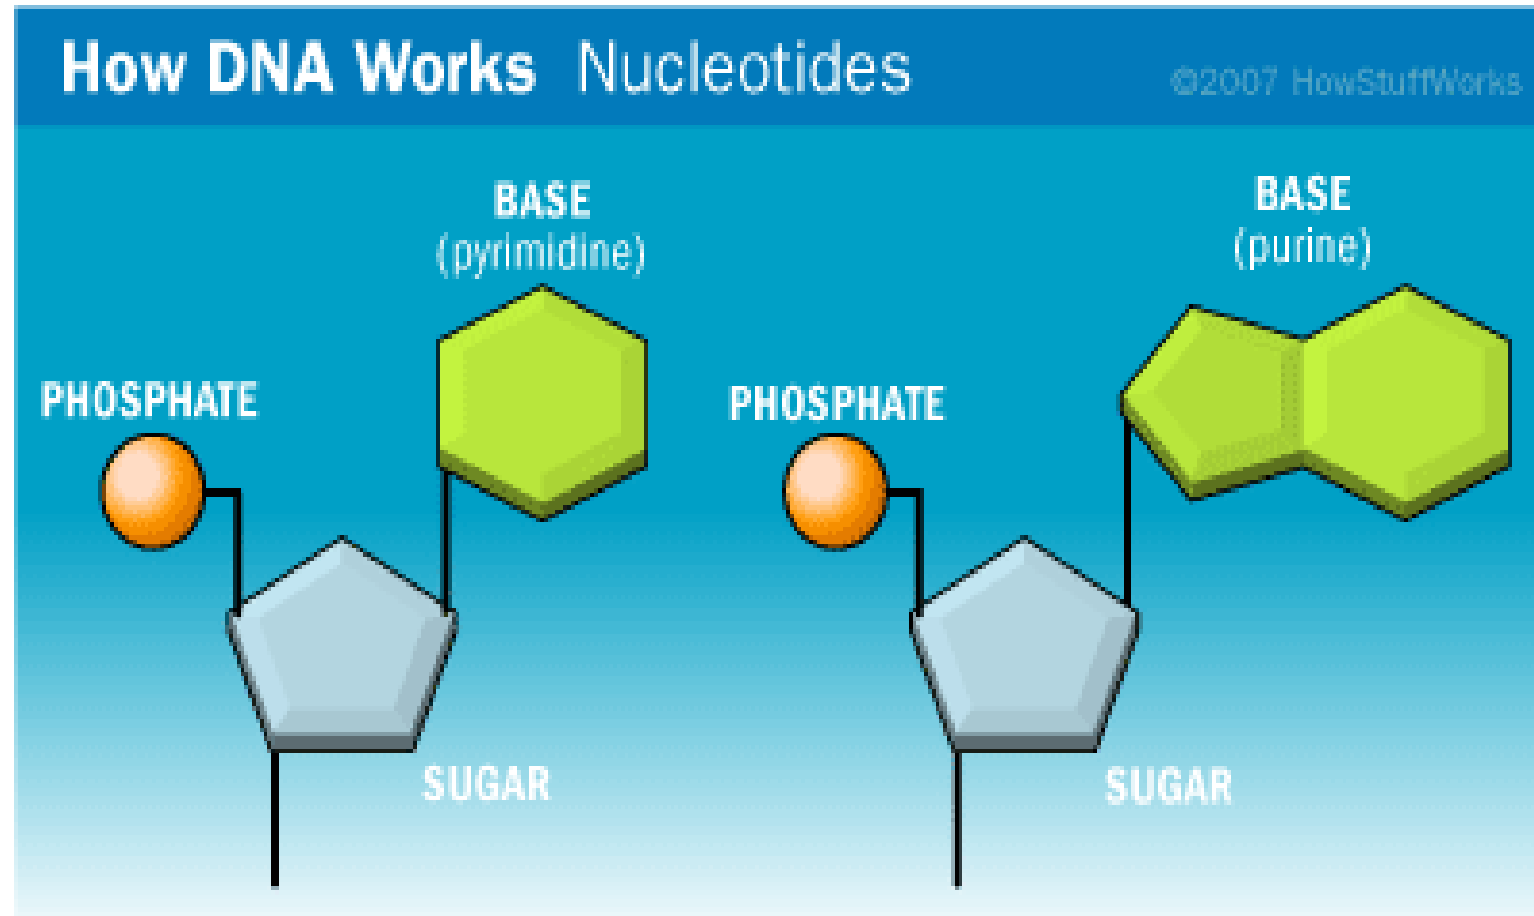 How DNA Works Nucleotides
©2007 HowStuffWorks
BASE
(pyrimidine)
BASE
(purine)
PHOSPHATE
PHOSPHATE
SUGAR
SUGAR